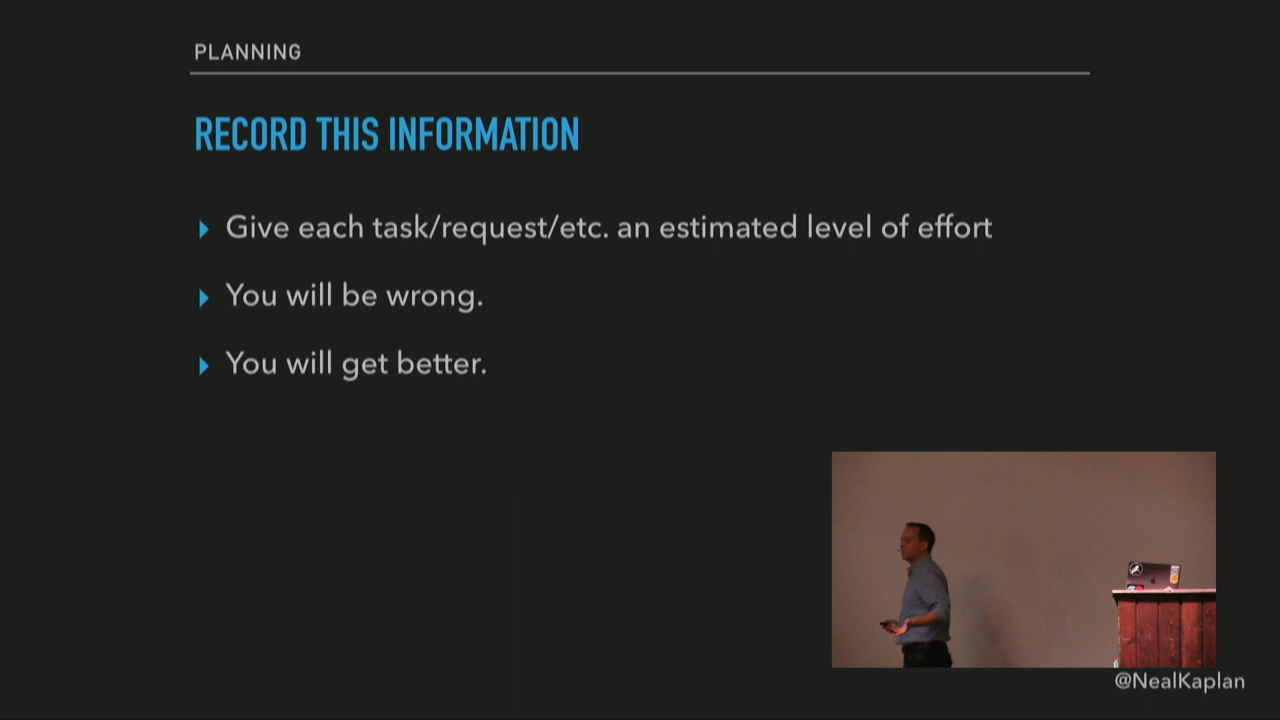 PLANNING
RECORD THIS INFORMATION
Give each task/request/etc. an estimated level of effort
You will be wrong.
You will get better.
@NealKaplan